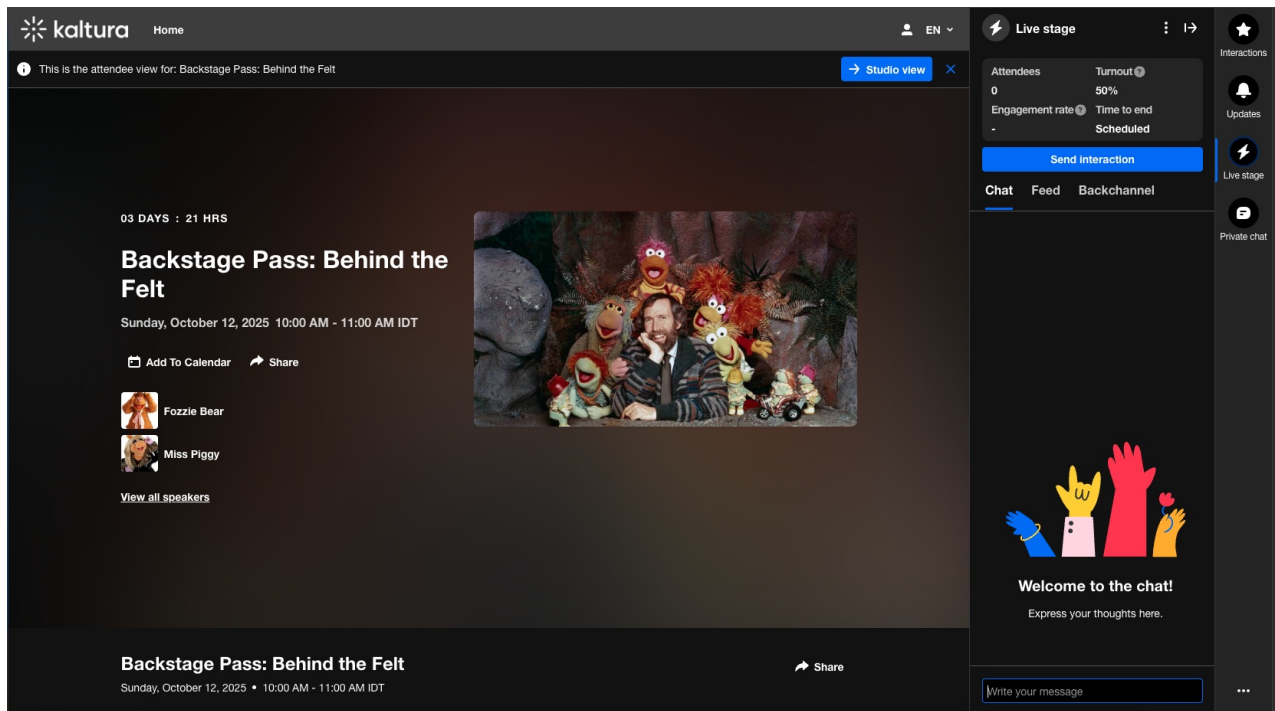 kaltura
Home
EN
This is the attendee view for: Backstage Pass: Behind the Felt
Studio view
03 DAYS : 21 HRS
Backstage Pass: Behind the
Felt
Sunday, October 12, 2025 10:00 AM - 11:00 AM IDT
Add To Calendar
Share
Fozzie Bear
Miss Piggy
View all speakers
Backstage Pass: Behind the Felt
Sunday, October 12, 2025 • 10:00 AM - 11:00 AM IDT
Share
Live stage
Attendees
0
Turnout
50%
Engagement rate
-
Time to end
Scheduled
Send interaction
Chat Feed Backchannel
Welcome to the chat!
Express your thoughts here.
Write your message
Interactions
Updates
Live stage
Private chat